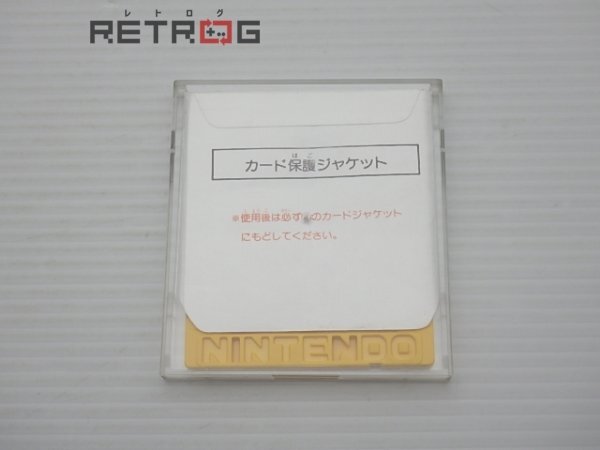 レトログ
RETROG
ほご
カード保護ジャケット
※使用後は必ず のカードジャケット
にもどしてください。
NINTENDO